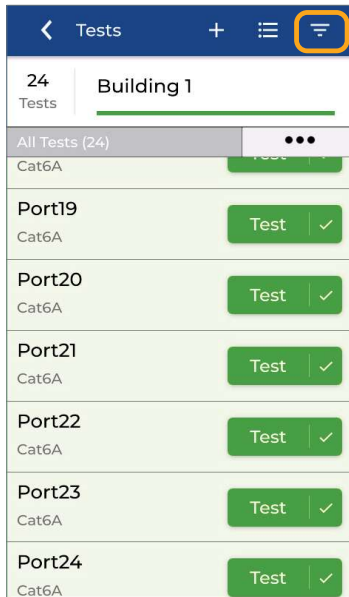 Tests
24
Tests
Building 1
All Tests (24)
Cat6A
Port19
Cat6A
Test
Port20
Cat6A
Test
Port21
Cat6A
Test
Port22
Cat6A
Test
Port23
Cat6A
Test
Port24
Cat6A
Test